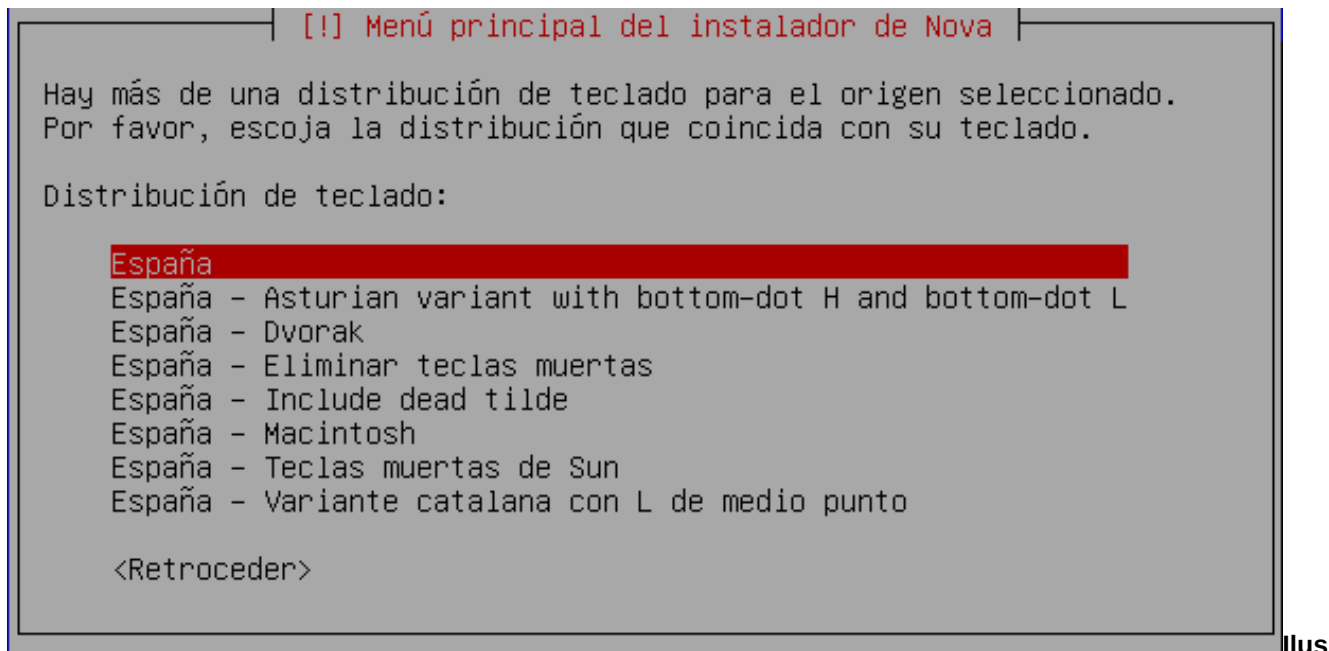 [!] Menú principal del instalador de Nova
Hay más de una distribución de teclado para el origen seleccionado.
Por favor, escoja la distribución que coincida con su teclado.
Distribución de teclado:
España
España - Asturian variant with bottom-dot H and bottom-dot L
España - Dvorak
España - Eliminar teclas muertas
España - Include dead tilde
España - Macintosh
España - Teclas muertas de Sun
España - Variante catalana con L de medio punto
<Retroceder>
Ilus